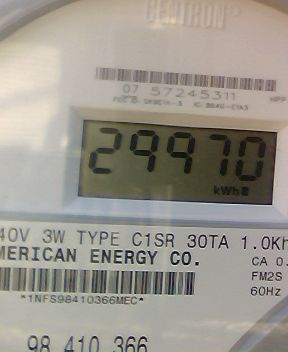 CENTRON®
07 57245311
29970
kWh
40V 3W TYPE C1SR 30TA 1.0Kh
MERICAN ENERGY CO.
CA 0.
FM2S
60Hz
*1NFS98410366MEC*
98 410 366